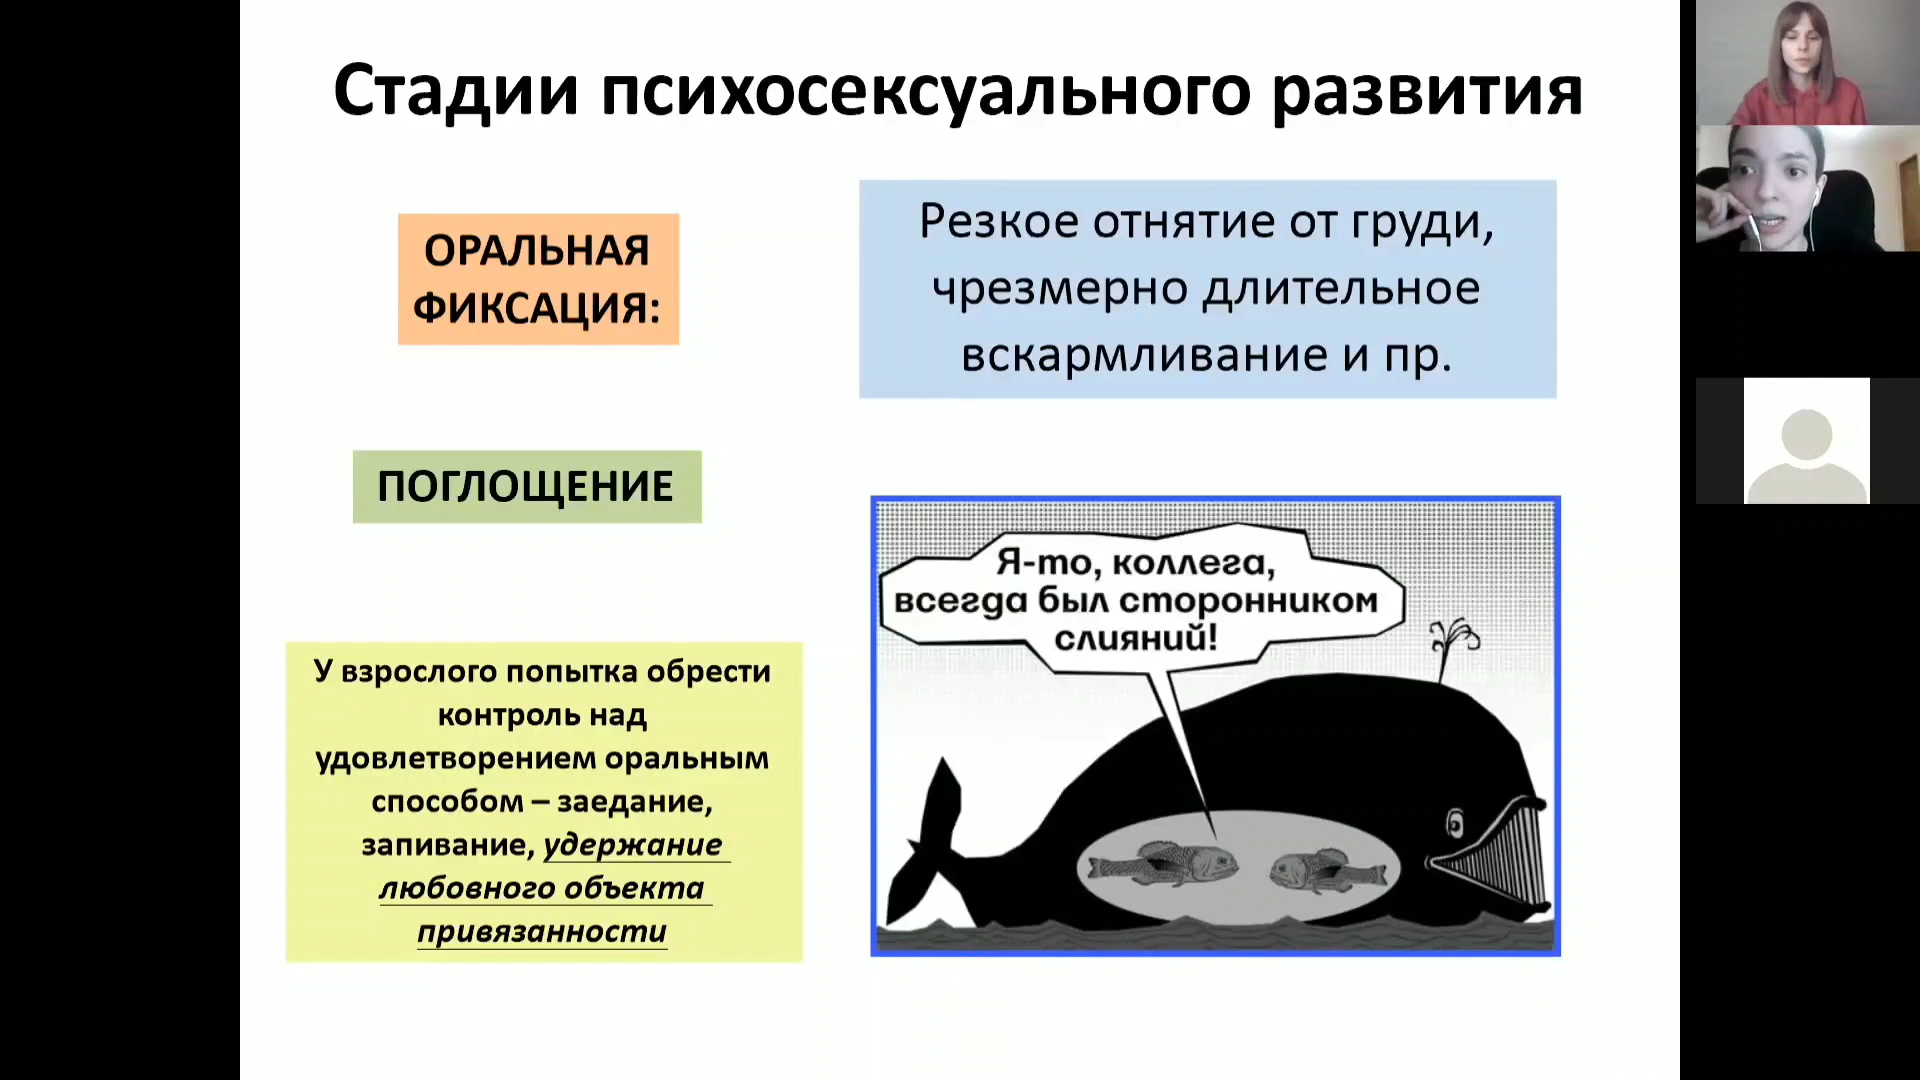 Стадии психосексуального развития
ОРАЛЬНАЯ
ФИКСАЦИЯ:
Резкое отнятие от груди,
чрезмерно длительное
вскармливание и пр.
ПОГЛОЩЕНИЕ
У взрослого попытка обрести
контроль над
удовлетворением оральным
способом – заедание,
запивание, удержание
любовного объекта
привязанности
Я-то, коллега,
всегда был сторонником
слияний!